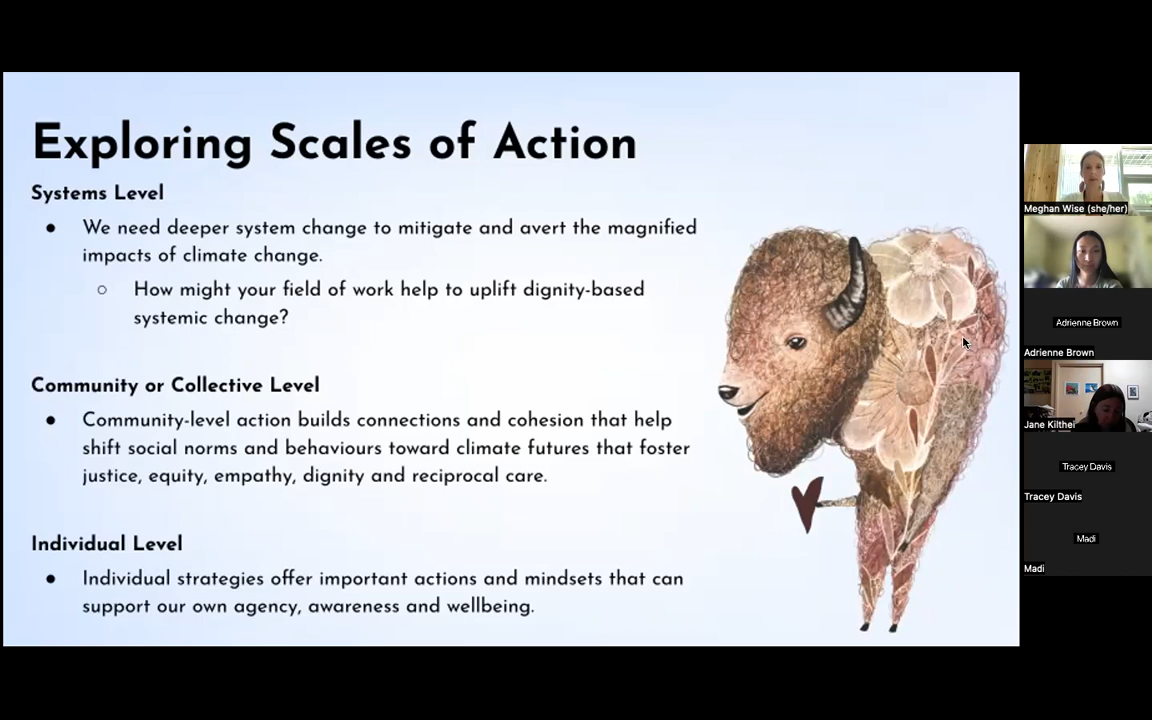 Exploring Scales of Action
Systems Level
● We need deeper system change to mitigate and avert the magnified
impacts of climate change.
○ How might your field of work help to uplift dignity-based
systemic change?
Community or Collective Level
● Community-level action builds connections and cohesion that help
shift social norms and behaviours toward climate futures that foster
justice, equity, empathy, dignity and reciprocal care.
Individual Level
● Individual strategies offer important actions and mindsets that can
support our own agency, awareness and wellbeing.
Meghan Wise (she/her)
Adrienne Brown
Adrienne Brown
Jane Kilthei
Tracey Davis
Tracey Davis
Madi
Madi